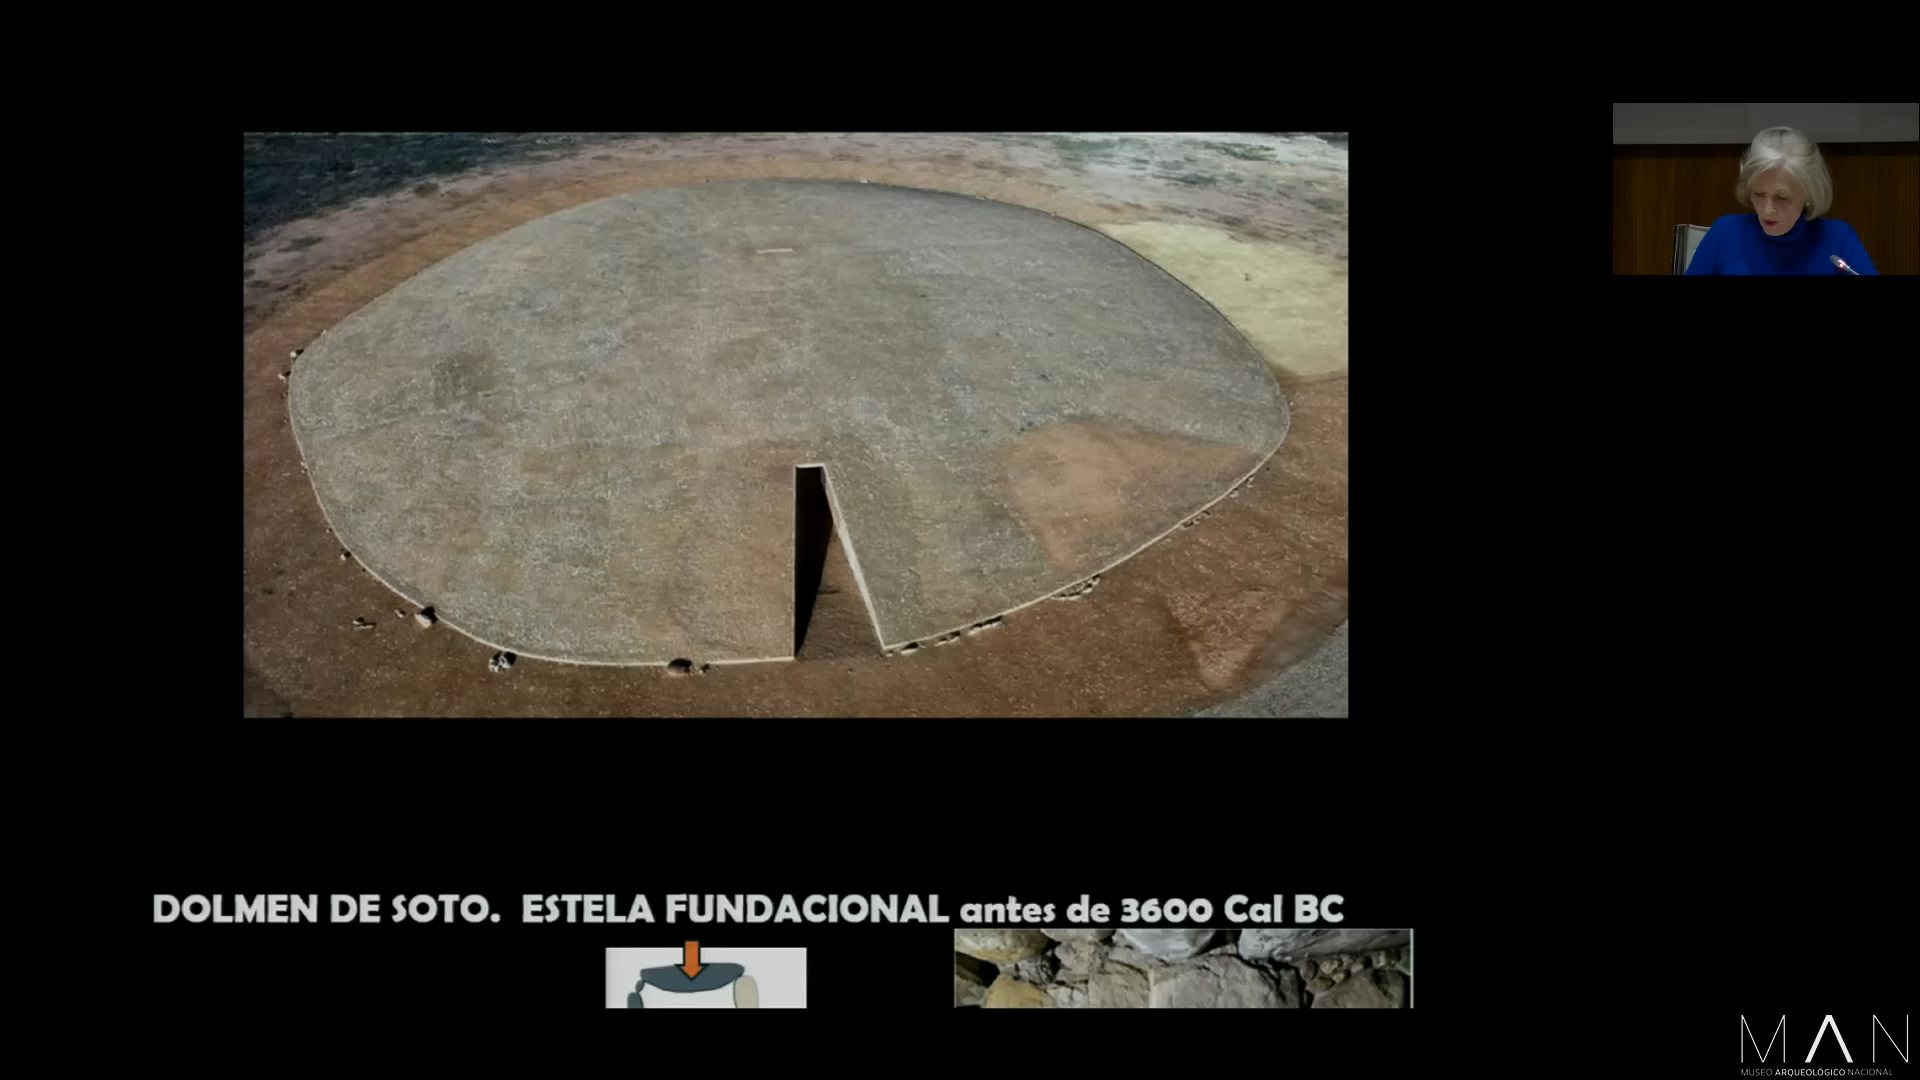 DOLMEN DE SOTO. ESTELA FUNDACIONAL antes de 3600 Cal BC
MAN
MUSEO ARQUEOLÓGICO NACIONAL